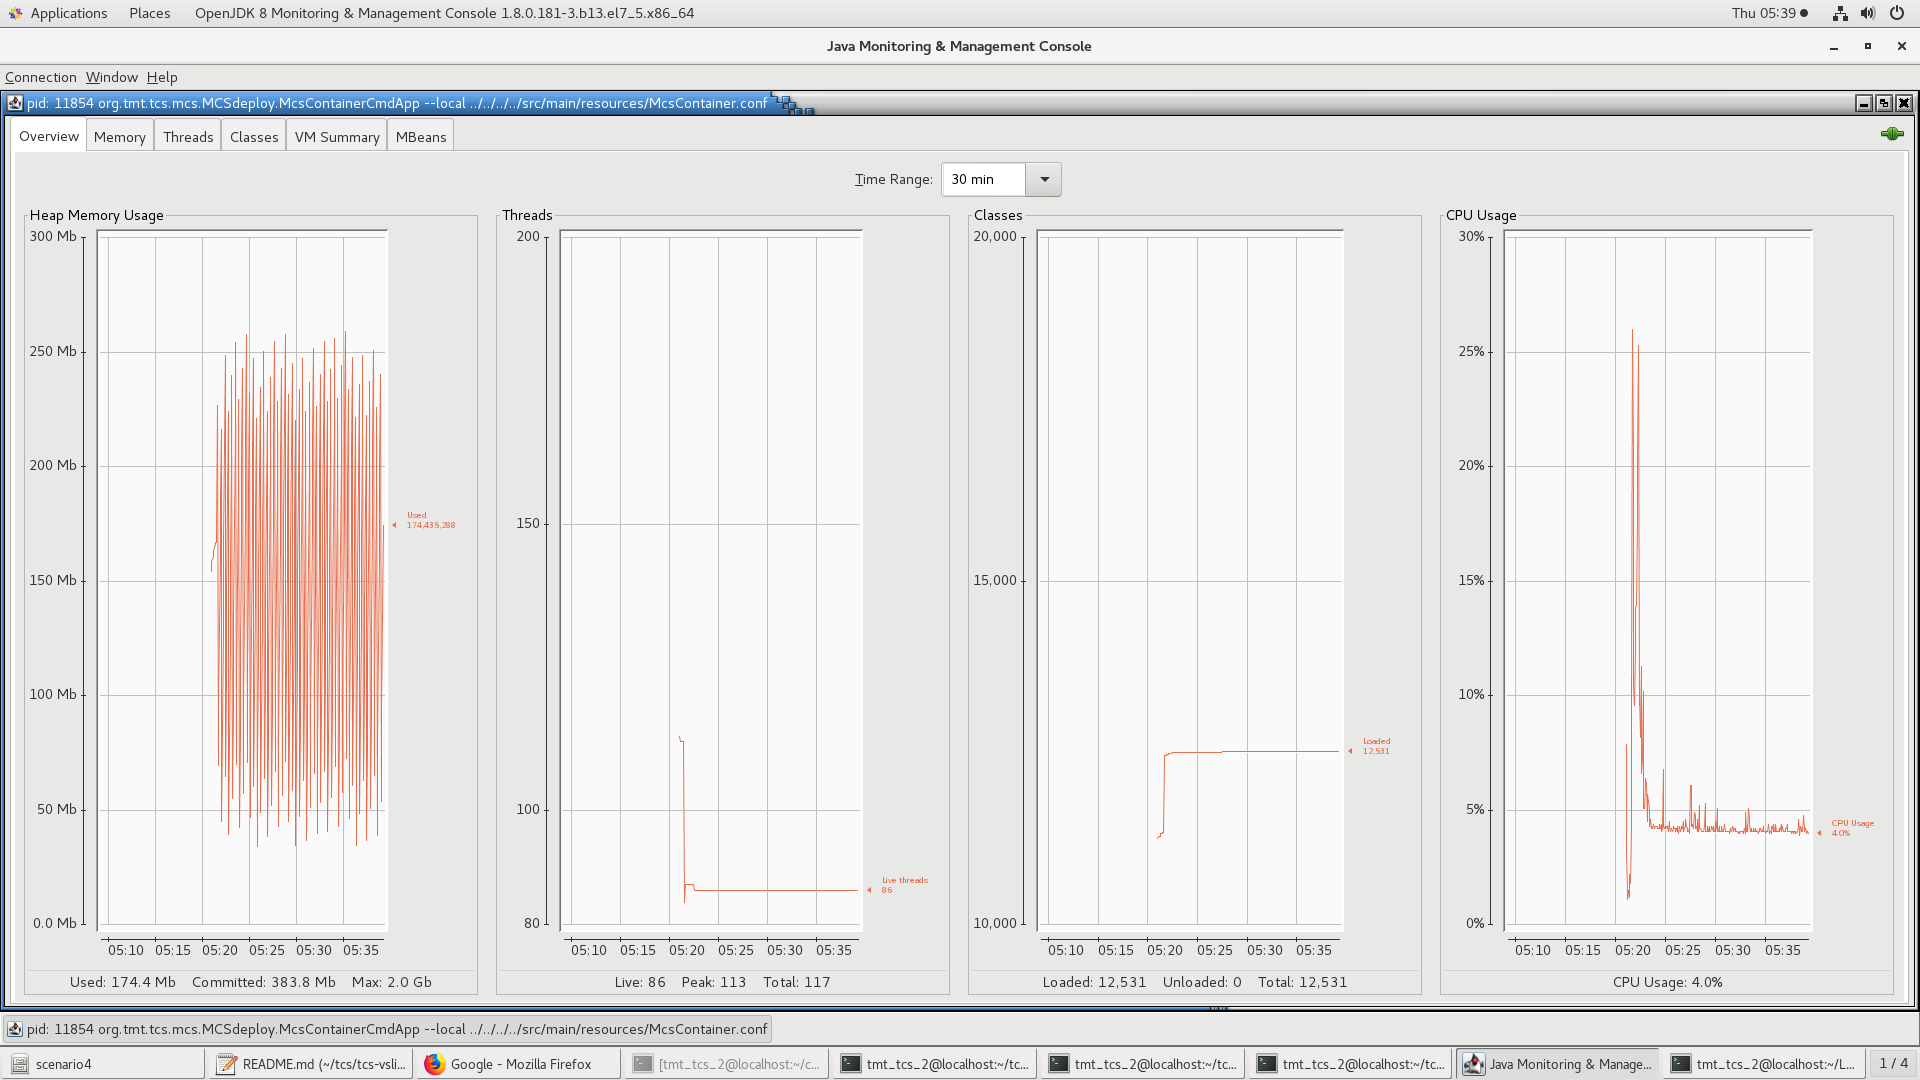 Applications Places OpenJDK 8 Monitoring & Management Console 1.8.0.181-3.b13.el7_5.x86_64 Thu 05:39
Java Monitoring & Management Console
Connection Window Help
pid: 11854 org.tmt.tcs.mcs.MCSdeploy.McsContainerCmdApp --local ../../../../src/main/resources/McsContainer.conf
Overview Memory Threads Classes VM Summary MBeans
Time Range: 30 min
Heap Memory Usage
300 Mb
250 Mb
200 Mb
150 Mb
100 Mb
50 Mb
0.0 Mb
Used
174,435,288
05:10 05:15 05:20 05:25 05:30 05:35
Used: 174.4 Mb Committed: 383.8 Mb Max: 2.0 Gb
Threads
200
150
100
80
Live threads
86
05:10 05:15 05:20 05:25 05:30 05:35
Live: 86 Peak: 113 Total: 117
Classes
20,000
15,000
10,000
Loaded
12,531
05:10 05:15 05:20 05:25 05:30 05:35
Loaded: 12,531 Unloaded: 0 Total: 12,531
CPU Usage
30%
25%
20%
15%
10%
5%
0%
CPU Usage
4.0%
05:10 05:15 05:20 05:25 05:30 05:35
CPU Usage: 4.0%
pid: 11854 org.tmt.tcs.mcs.MCSdeploy.McsContainerCmdApp --local ../../../../src/main/resources/McsContainer.conf
scenario4 README.md (~/tcs/tcs-vsli... Google - Mozilla Firefox [tmt_tcs_2@localhost:~/c... tmt_tcs_2@localhost:~/tc... tmt_tcs_2@localhost:~/tc... tmt_tcs_2@localhost:~/tc... Java Monitoring & Manage... tmt_tcs_2@localhost:~/L... 1 / 4